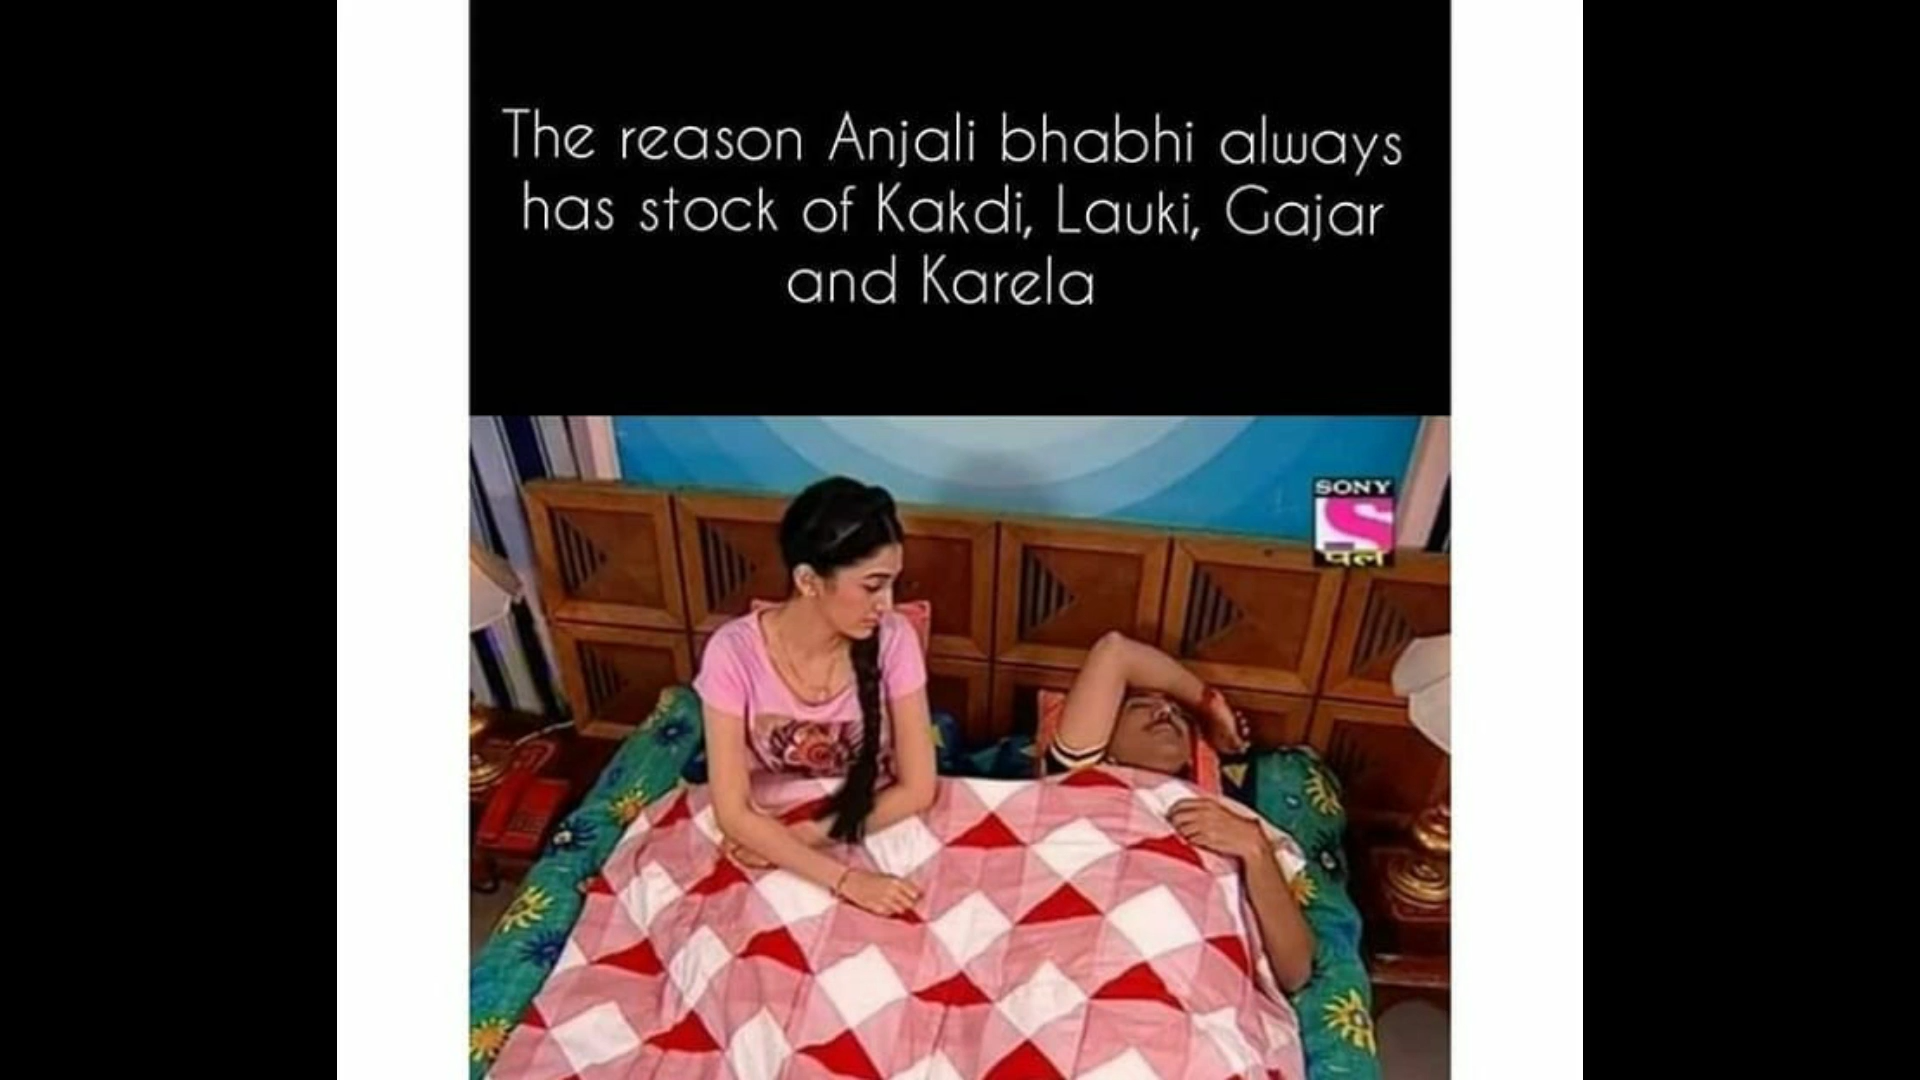 The reason Anjali bhabhi always
has stock of Kakdi, Lauki, Gajar
and Karela
SONY
S
पल